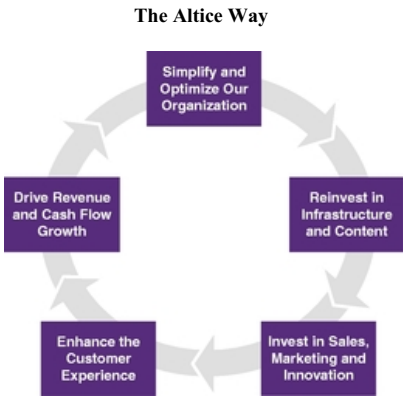 The Altice Way
Simplify and
Optimize Our
Organization
Reinvest in
Infrastructure
and Content
Invest in Sales,
Marketing and
Innovation
Enhance the
Customer
Experience
Drive Revenue
and Cash Flow
Growth